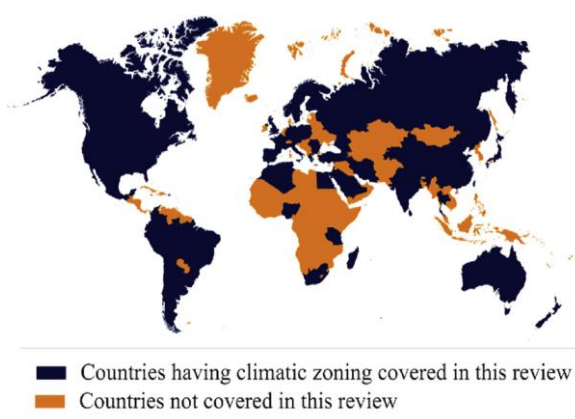 Countries having climatic zoning covered in this review
Countries not covered in this review